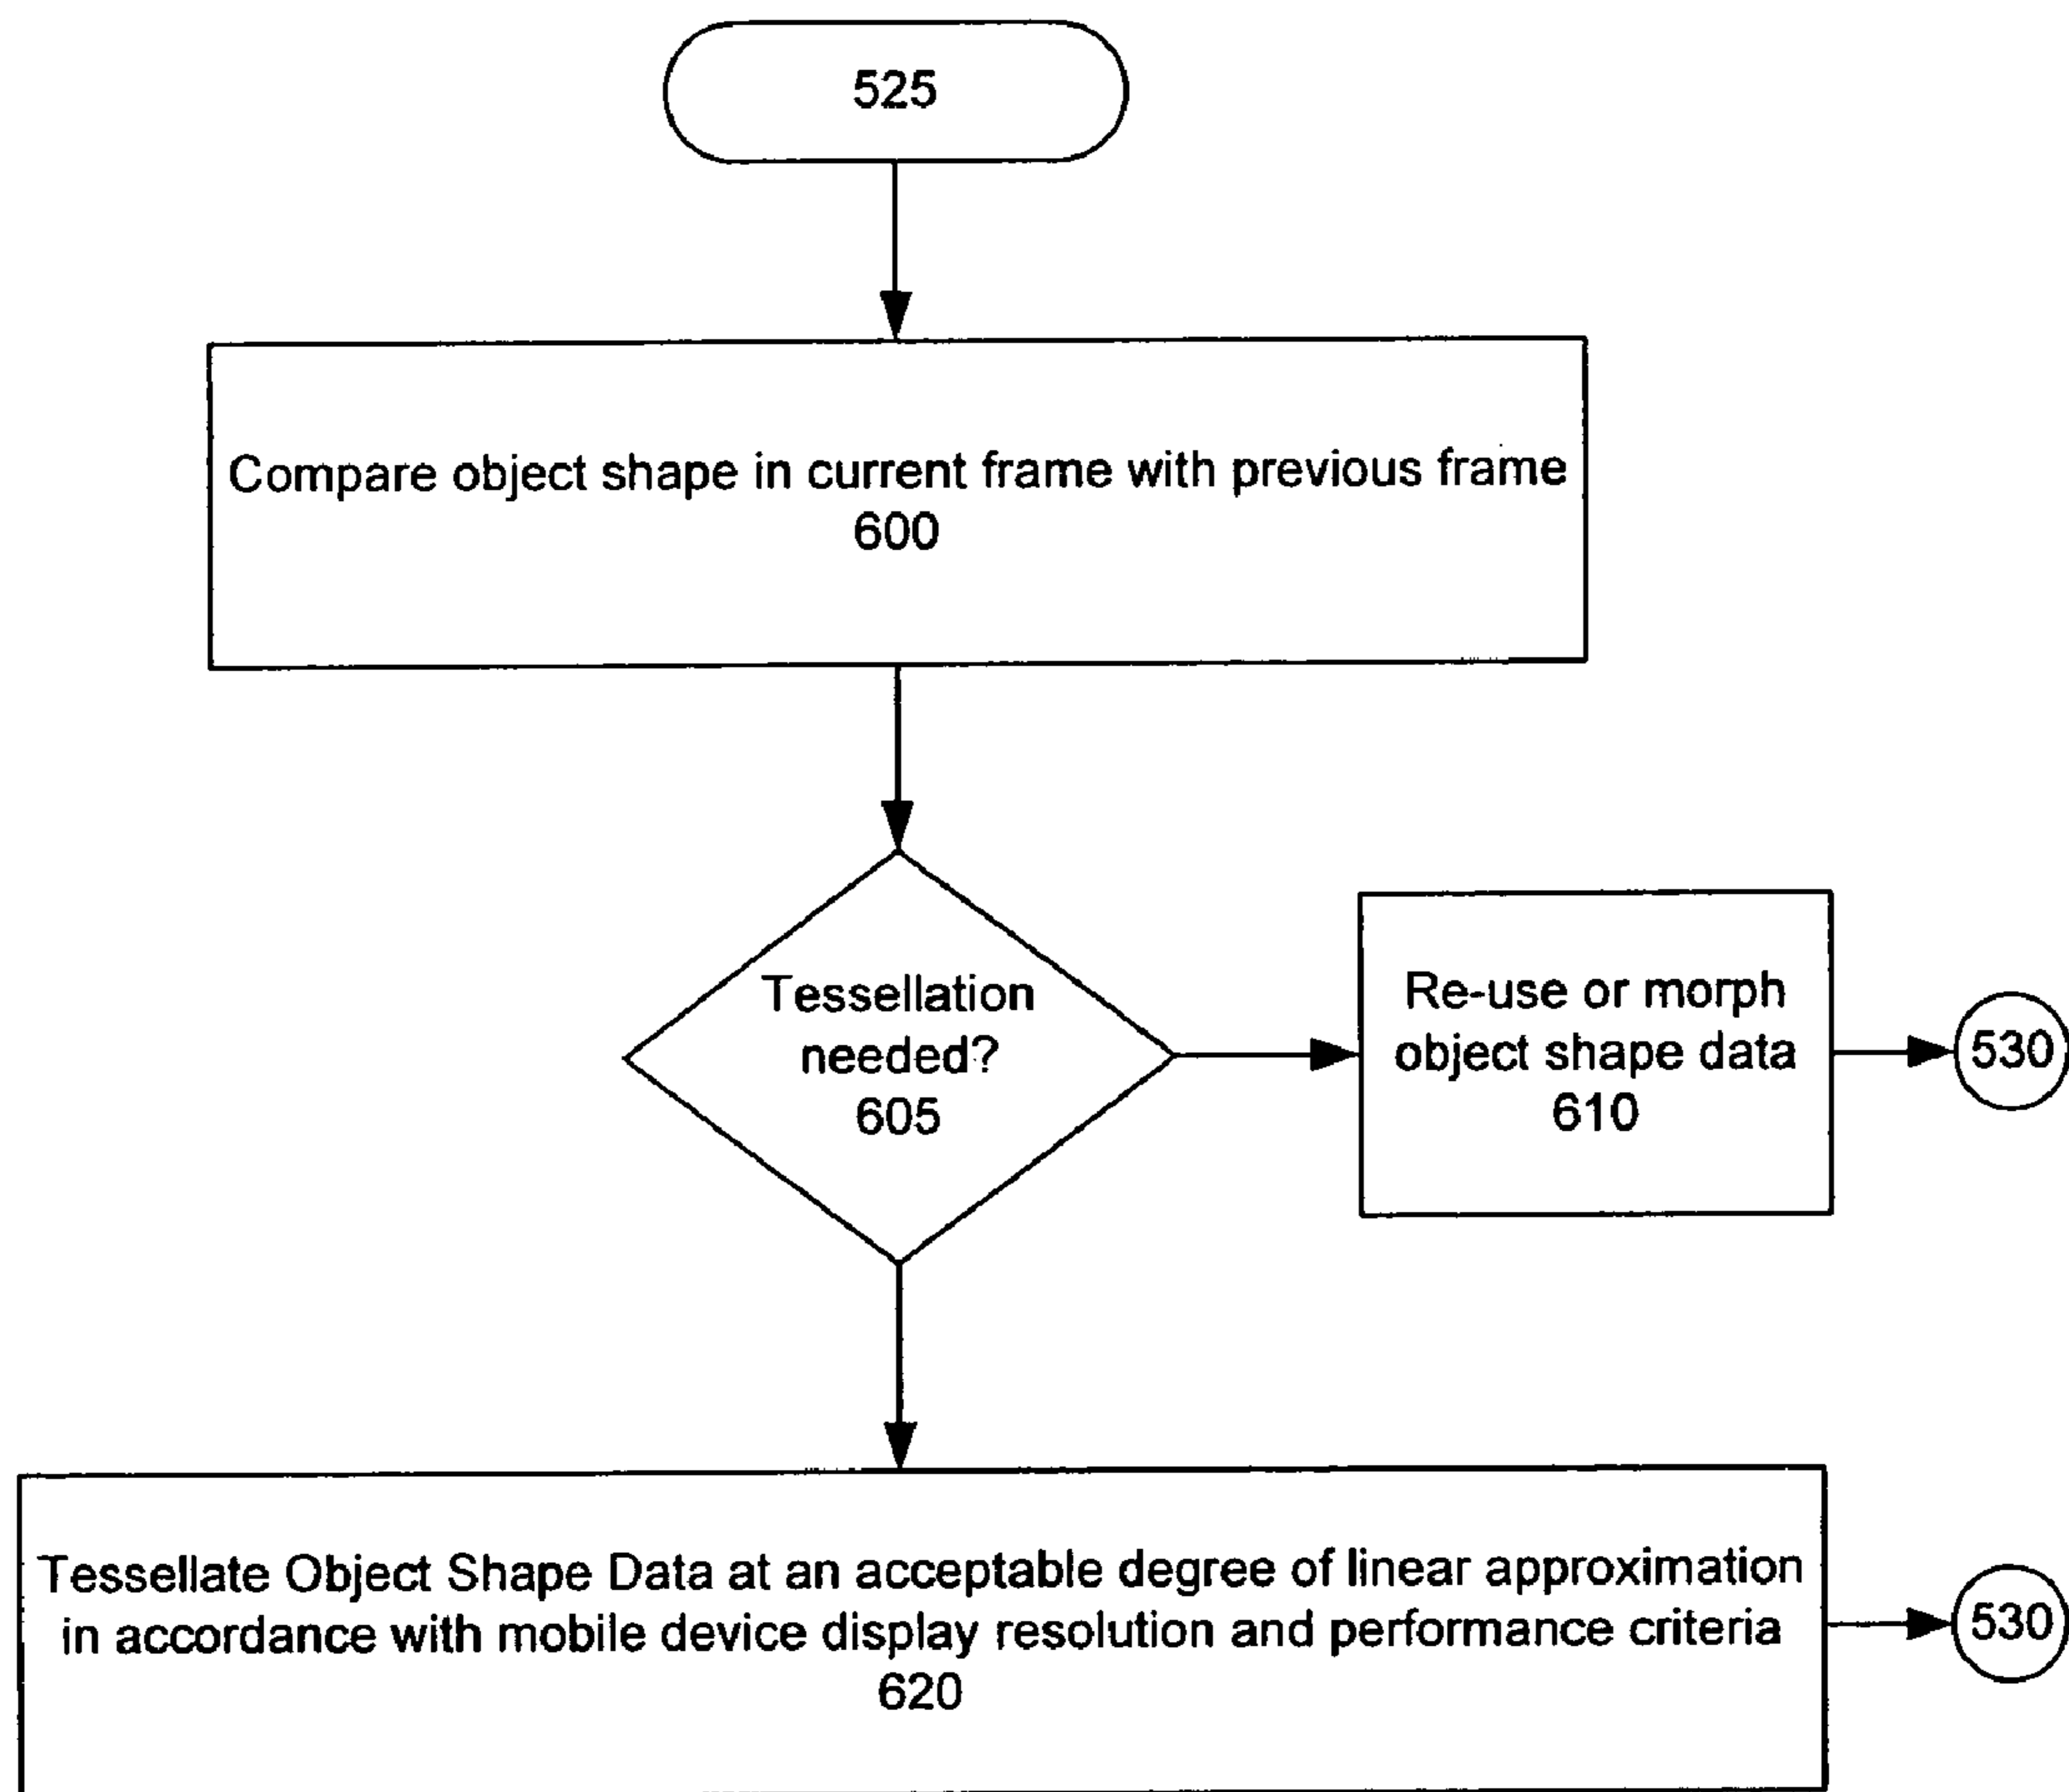 525
Compare object shape in current frame with previous frame
600
Tessellation
needed?
605
Re-use or morph
object shape data
610
530
Tessellate Object Shape Data at an acceptable degree of linear approximation
in accordance with mobile device display resolution and performance criteria
620
530